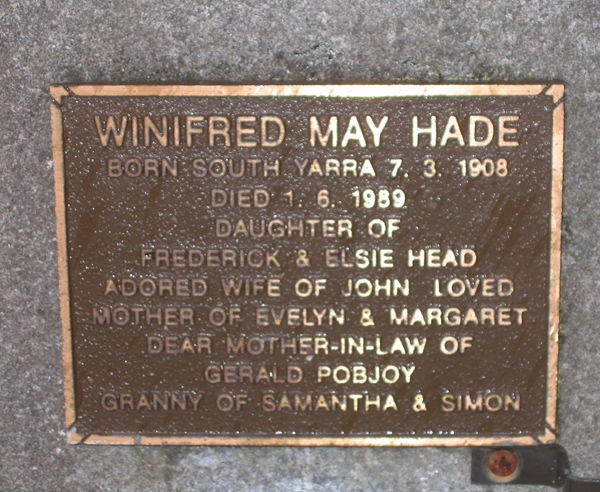 WINIFRED MAY HADE
BORN SOUTH YARRA 7. 3. 1908
DIED 1. 6. 1989
DAUGHTER OF
FREDERICK & ELSIE HEAD
ADORED WIFE OF JOHN LOVED
MOTHER OF EVELYN & MARGARET
DEAR MOTHER-IN-LAW OF
GERALD POBJOY
GRANNY OF SAMANTHA & SIMON